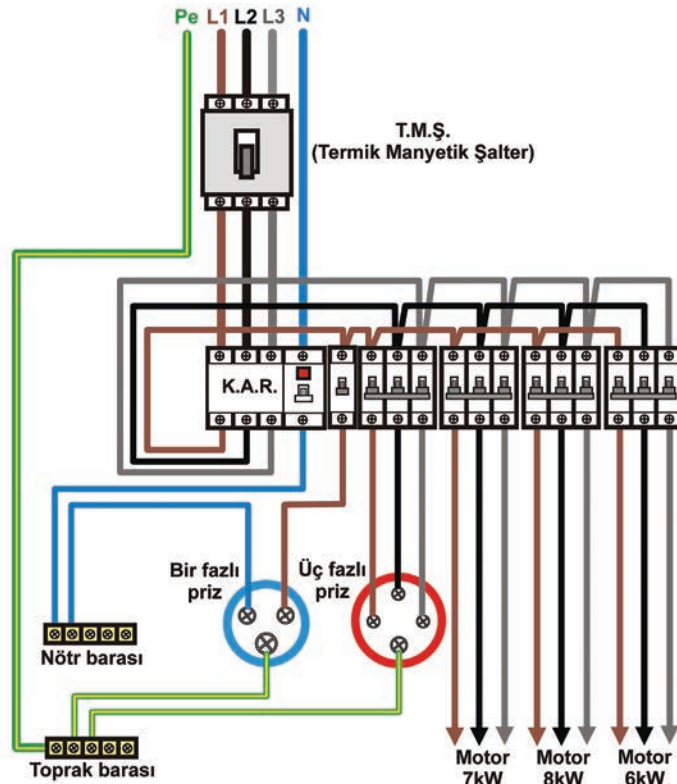 Pe L1 L2 L3 N
T.M.Ş.
(Termik Manyetik Şalter)
K.A.R.
Bir fazlı
priz
Üç fazlı
priz
Nötr barası
Toprak barası
Motor
7kW
Motor
8kW
Motor
6kW